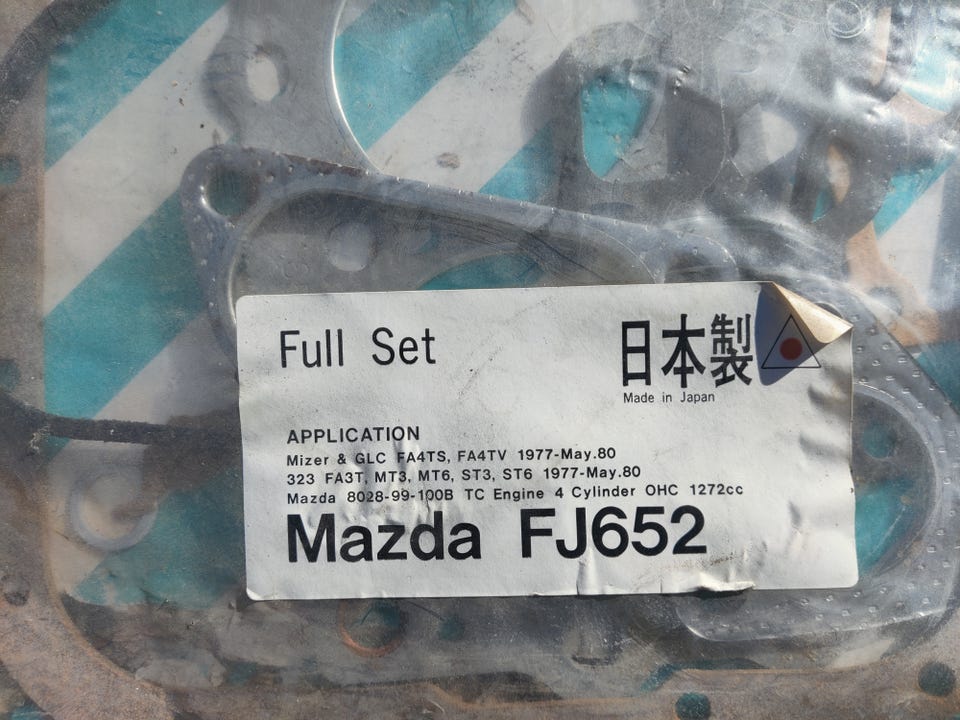 Full Set
日本製
Made in Japan
APPLICATION
Mizer & GLC FA4TS, FA4TV 1977-May.80
323 FA3T, MT3, MT6, ST3, ST6 1977-May.80
Mazda 8028-99-100B TC Engine 4 Cylinder OHC 1272cc
Mazda FJ652